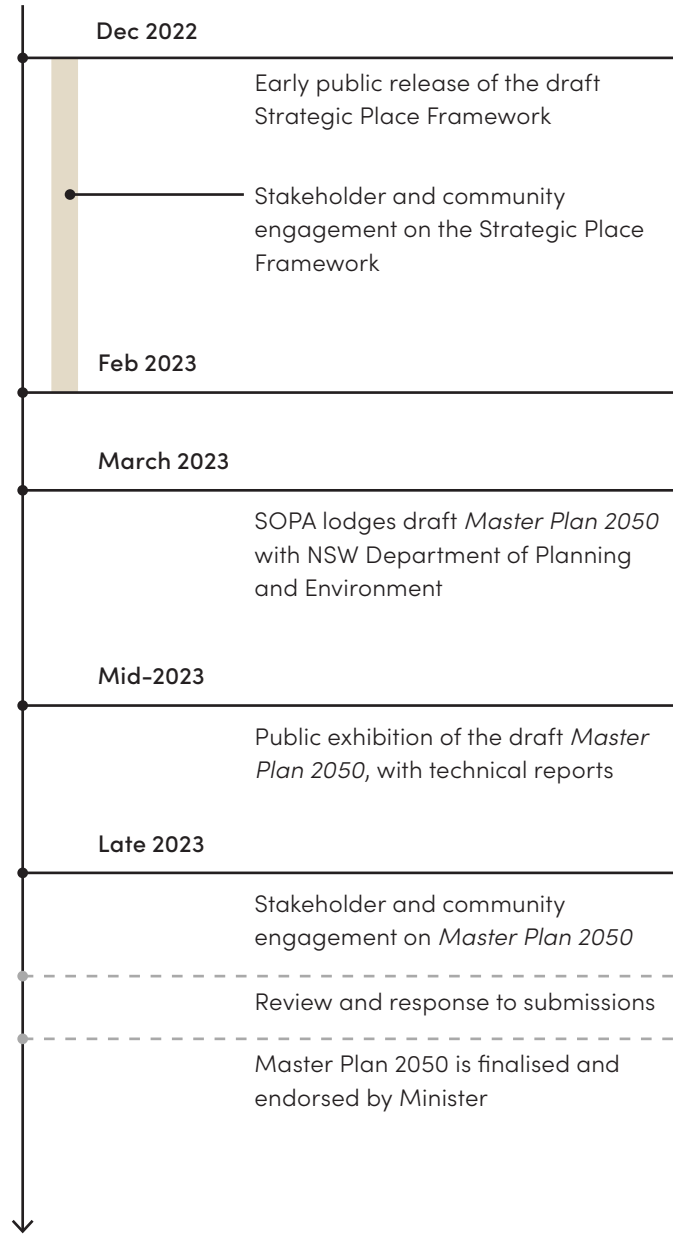 Dec 2022
Early public release of the draft
Strategic Place Framework
Stakeholder and community
engagement on the Strategic Place
Framework
Feb 2023
March 2023
SOPA lodges draft Master Plan 2050
with NSW Department of Planning
and Environment
Mid-2023
Public exhibition of the draft Master
Plan 2050, with technical reports
Late 2023
Stakeholder and community
engagement on Master Plan 2050
Review and response to submissions
Master Plan 2050 is finalised and
endorsed by Minister